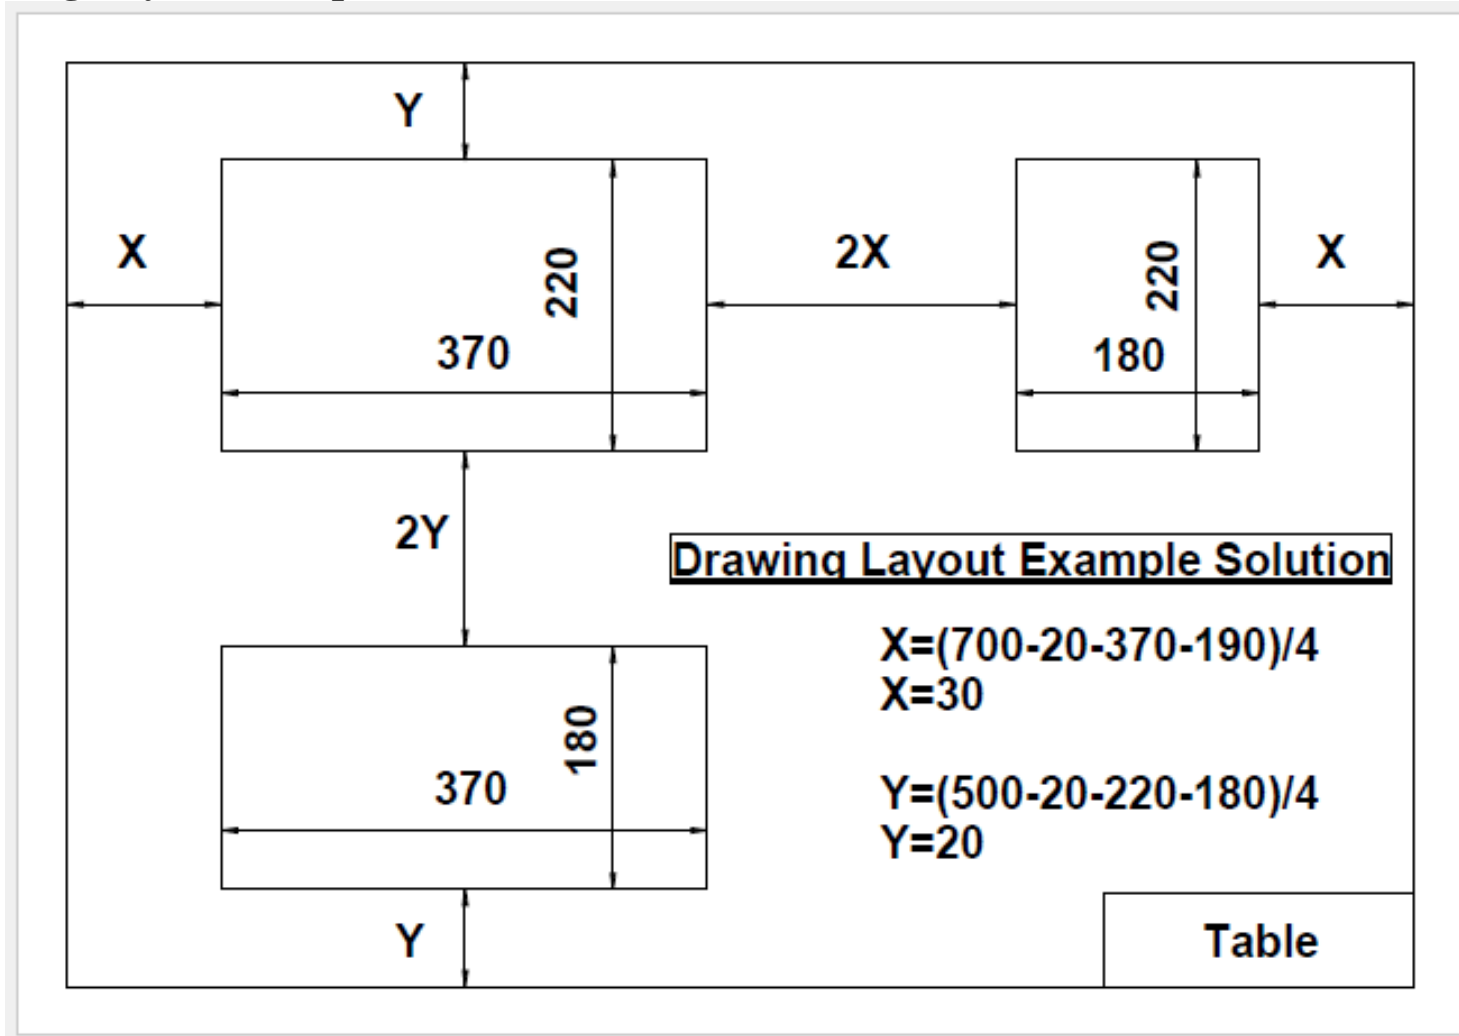 Y
X
220
2X
220
X
370
180
2Y
Drawing Layout Example Solution
X=(700-20-370-190)/4
X=30
180
370
Y=(500-20-220-180)/4
Y=20
Y
Table